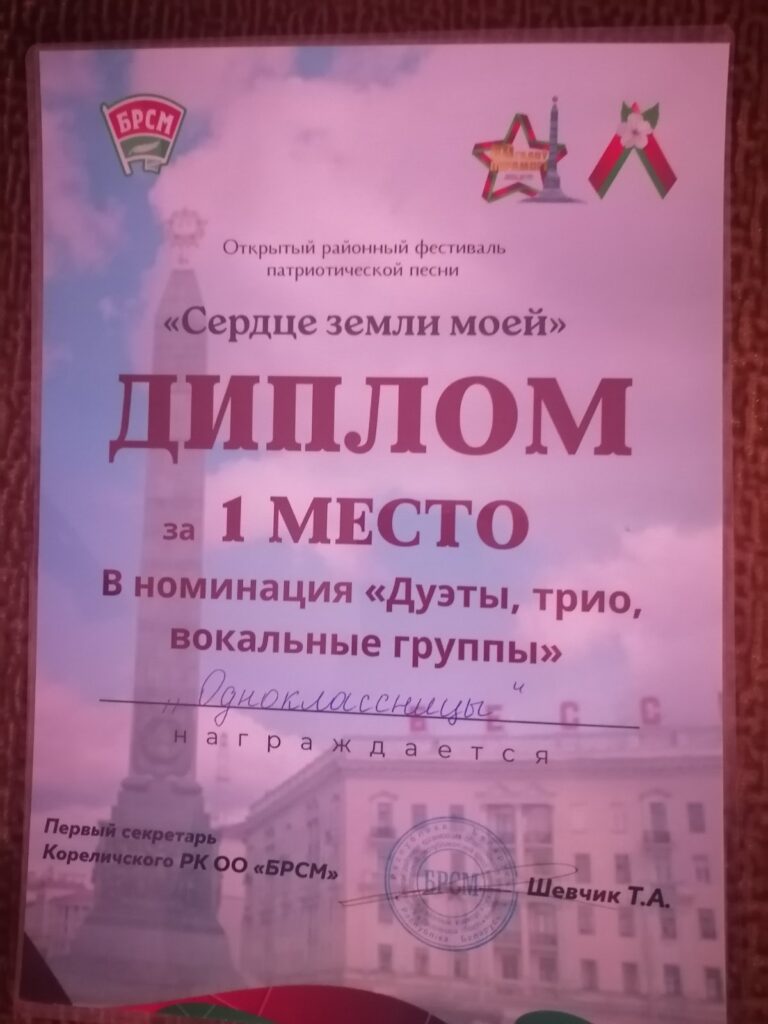 БРСМ
Открытый районный фестиваль
патриотической песни
«Сердце земли моей»
ДИПЛОМ
за 1 МЕСТО
В номинация «Дуэты, трио,
вокальные группы»
„Одноклассницы“
награждается
Первый секретарь
Кореличского РК ОО «БРСМ»
БРСМ
Шевчик Т.А.